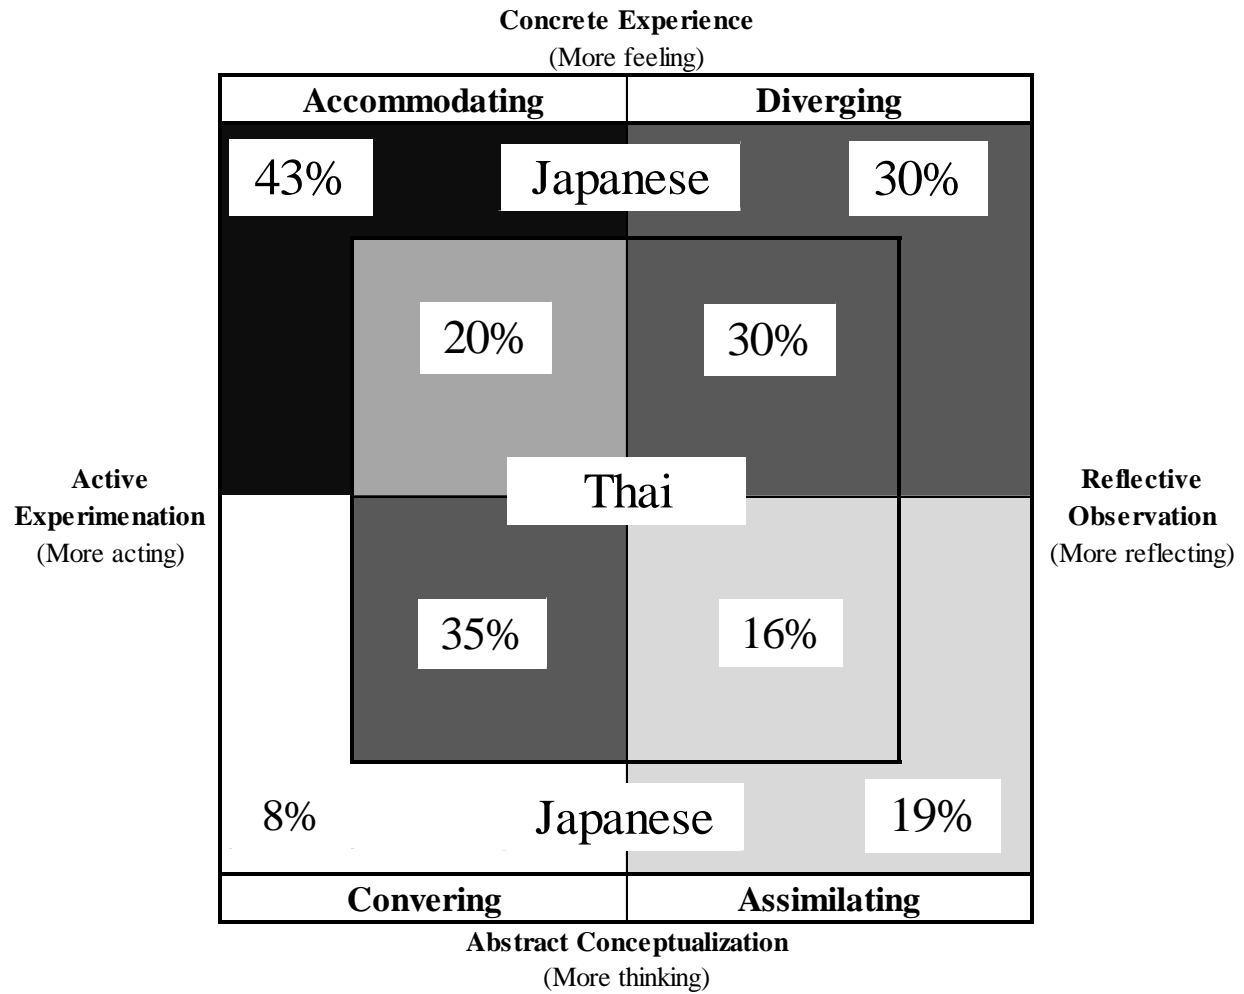 Concrete Experience
(More feeling)
Accommodating
Diverging
43%
Japanese
30%
20%
30%
Active
Experimenation
(More acting)
Thai
Reflective
Observation
(More reflecting)
35%
16%
8%
Japanese
19%
Convering
Assimilating
Abstract Conceptualization
(More thinking)